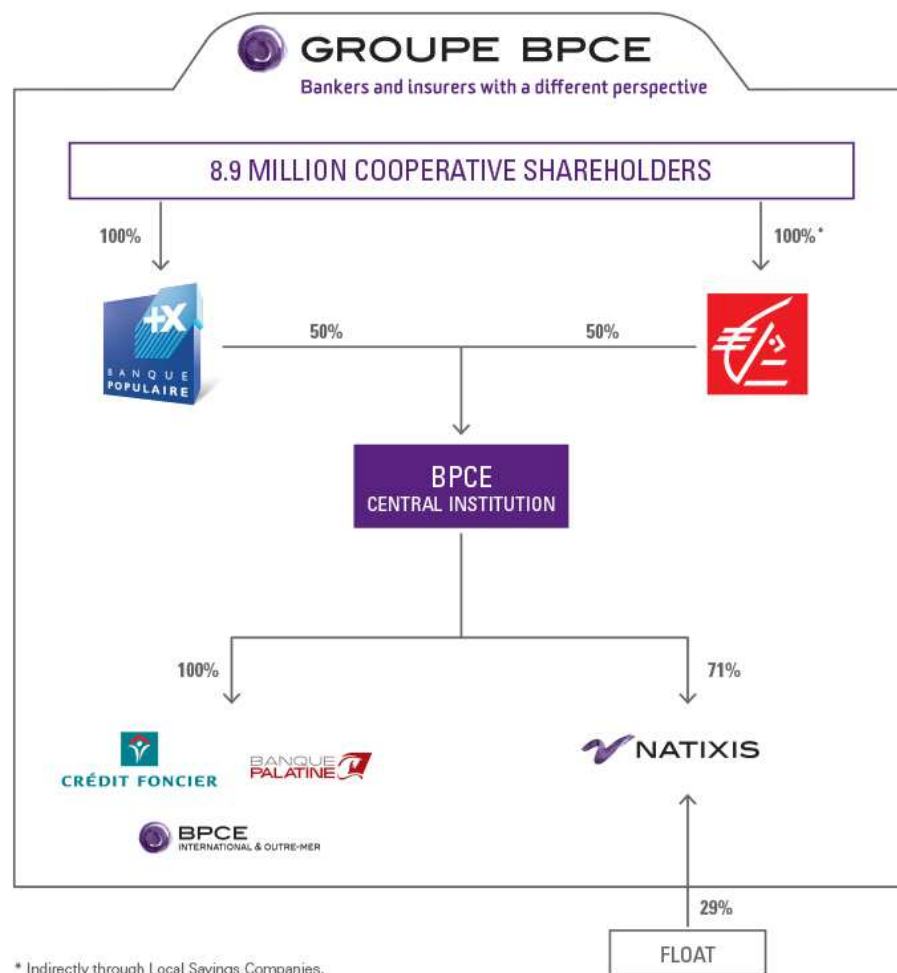 GROUPE BPCE
Bankers and insurers with a different perspective
8.9 MILLION COOPERATIVE SHAREHOLDERS
100%
100%*
+X
BANQUE
POPULAIRE
50%
50%
BPCE
CENTRAL INSTITUTION
100%
71%
CRÉDIT FONCIER
BANQUE
PALATINE
NATIXIS
BPCE
INTERNATIONAL & OUTRE-MER
29%
FLOAT
* Indirectly through Local Savings Companies.